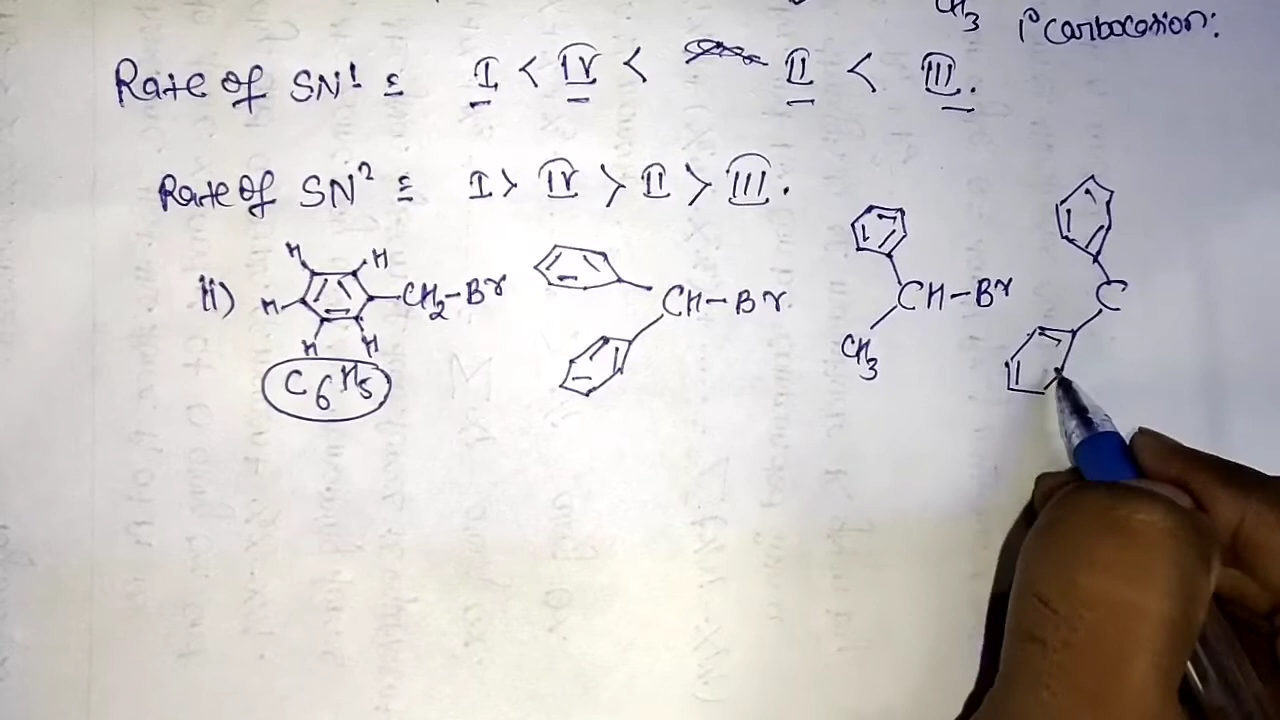 CH3 1° carbocation:
Rate of SN1 = I < IV < II < III.
Rate of SN2 = I > IV > II > III.
ii) H H H H H CH2-Br CH-Br CH-Br C
CH3
C6H5